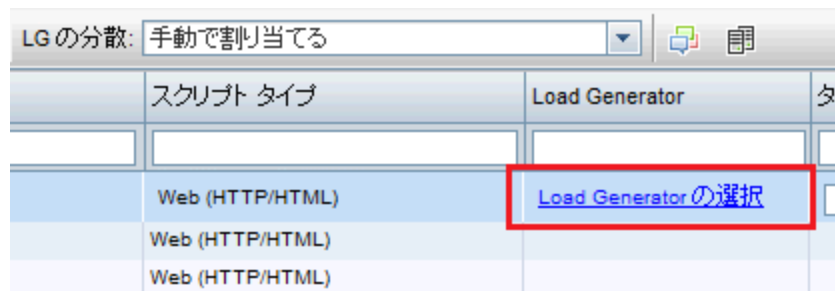 LGの分散: 手動で割り当てる
スクリプト タイプ Load Generator タ
Web (HTTP/HTML) Load Generatorの選択
Web (HTTP/HTML)
Web (HTTP/HTML)